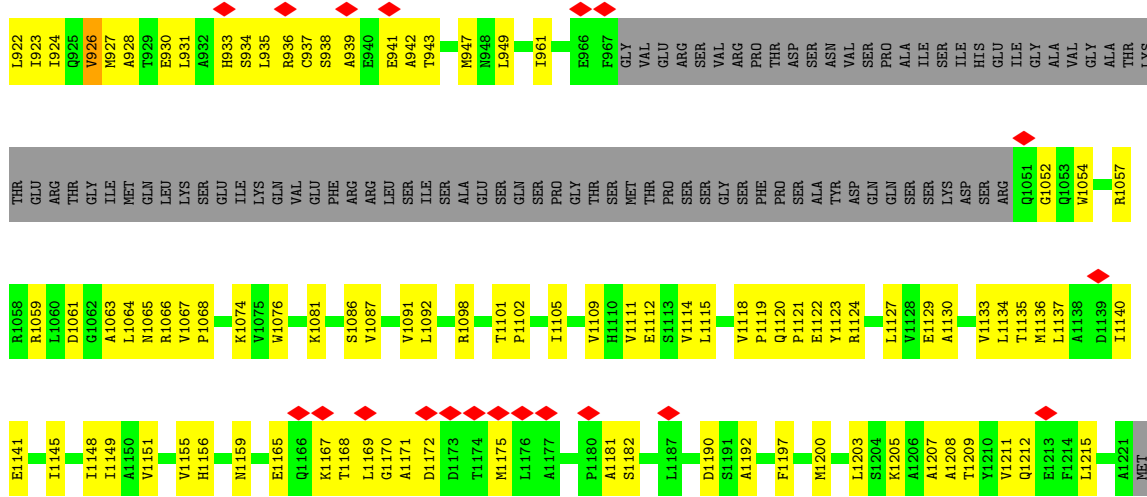 L922 I923 I924 Q925 V926 M927 A928 T929 E930 L931 A932 H933 S934 L935 R936 C937 S938 A939 E940 E941 A942 T943 M947 N948 L949 I961 E966 F967 GLY VAL GLU ARG SER VAL ARG PRO THR ASP SER ASN VAL SER PRO ALA ILE SER ILE HIS GLU ILE GLY ALA VAL GLY ALA THR LYS
THR GLU ARG THR GLY ILE MET GLN LEU LYS SER GLU ILE LYS GLN VAL GLU PHE ARG ARG LEU SER ILE SER ALA GLU SER GLN SER PRO GLY THR SER MET THR PRO SER SER GLY SER PHE PRO SER ALA TYR ASP GLN GLN SER SER LYS ASP SER ARG Q1051 G1052 Q1053 W1054 R1057
R1058 R1059 L1060 D1061 G1062 A1063 L1064 N1065 R1066 V1067 P1068 K1074 V1075 W1076 K1081 S1086 V1087 V1091 L1092 R1098 T1101 P1102 I1105 V1109 H1110 V1111 E1112 S1113 V1114 L1115 V1118 P1119 Q1120 P1121 E1122 Y1123 R1124 L1127 V1128 E1129 A1130 V1133 L1134 T1135 M1136 L1137 A1138 D1139 I1140
E1141 I1145 I1148 I1149 A1150 V1151 V1155 H1156 N1159 E1165 Q1166 K1167 T1168 L1169 G1170 A1171 D1172 D1173 T1174 M1175 L1176 A1177 P1180 A1181 S1182 L1187 D1190 S1191 A1192 F1197 M1200 L1203 S1204 K1205 A1206 A1207 A1208 T1209 Y1210 V1211 Q1212 E1213 F1214 L1215 A1221 MET